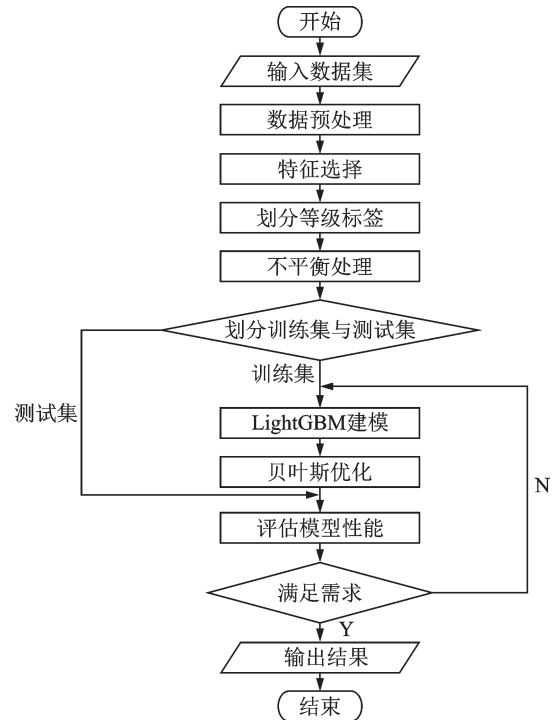 开始
输入数据集
数据预处理
特征选择
划分等级标签
不平衡处理
划分训练集与测试集
训练集
测试集
LightGBM建模
贝叶斯优化
N
评估模型性能
满足需求
Y
输出结果
结束